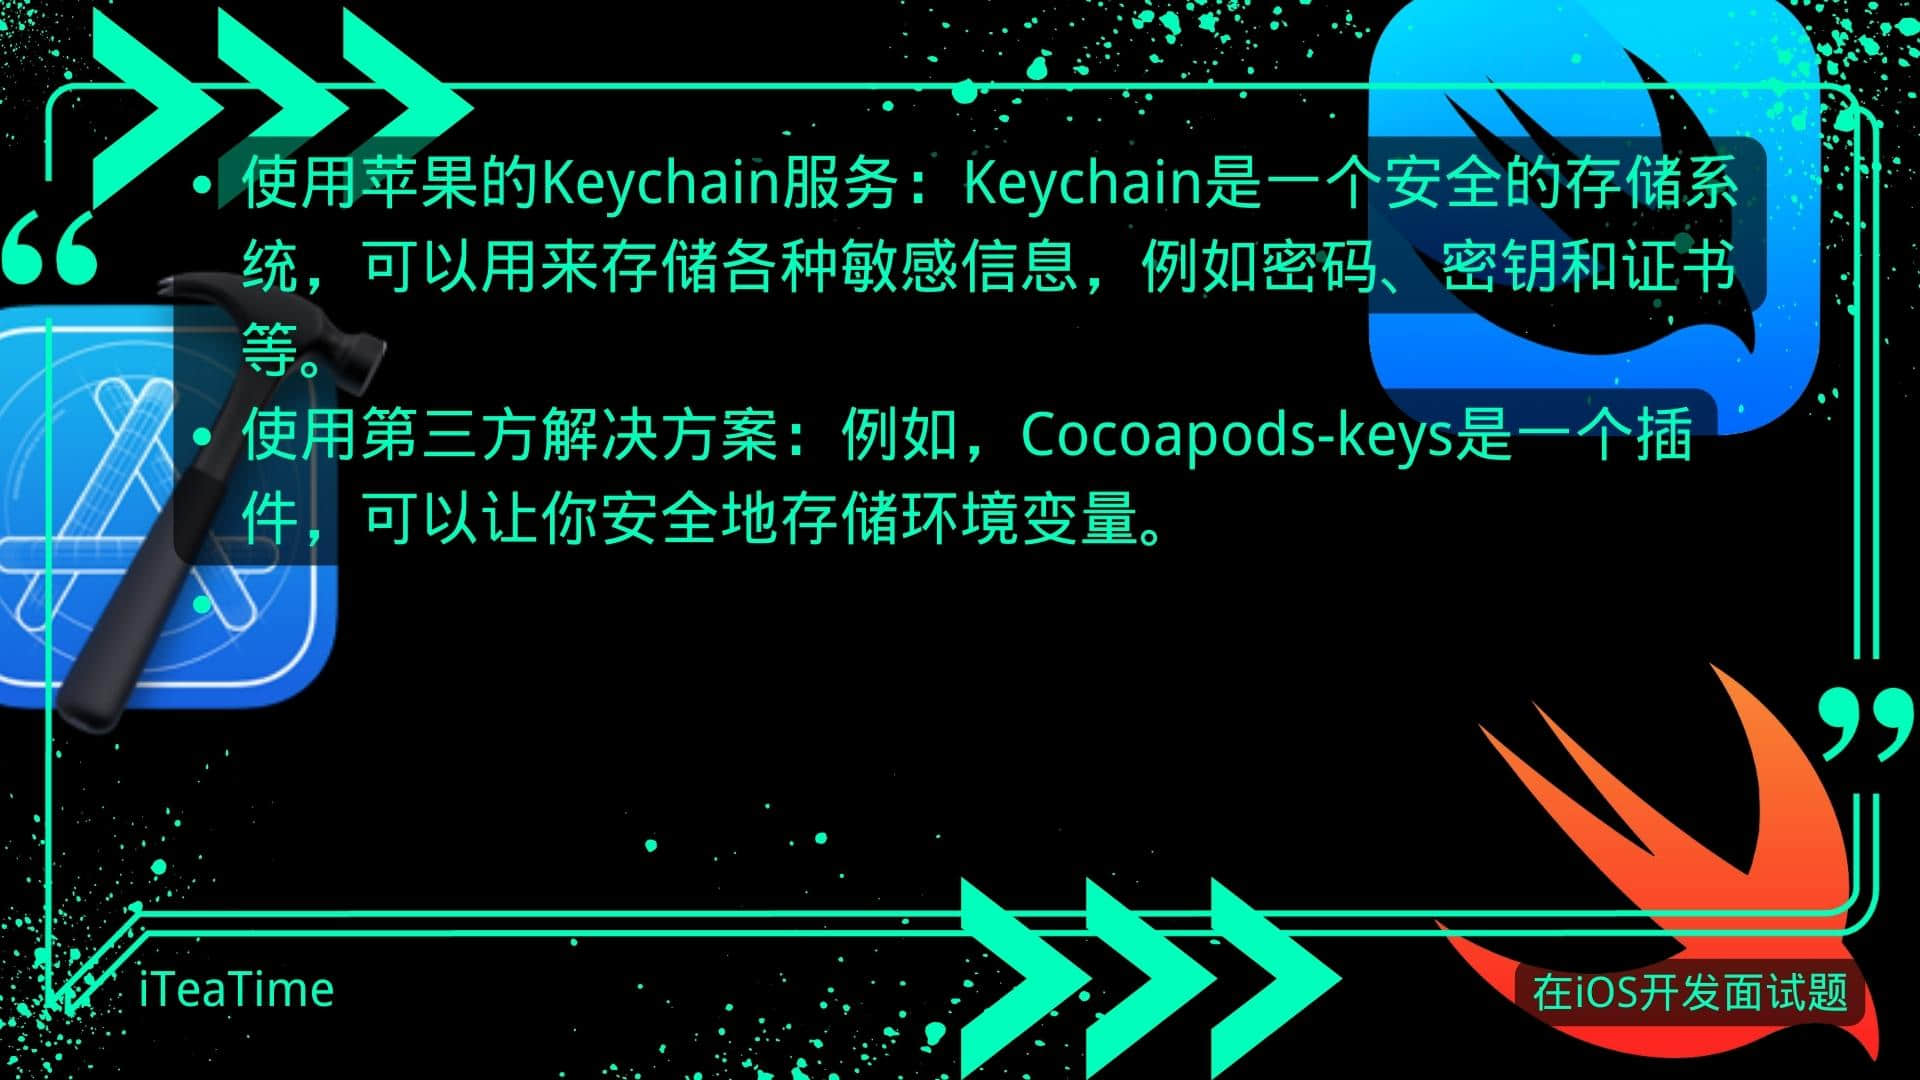 • 使用苹果的Keychain服务：Keychain是一个安全的存储系
统，可以用来存储各种敏感信息，例如密码、密钥和证书
等。
• 使用第三方解决方案：例如，Cocoapods-keys是一个插
件，可以让你安全地存储环境变量。
•
iTeaTime
在iOS开发面试题